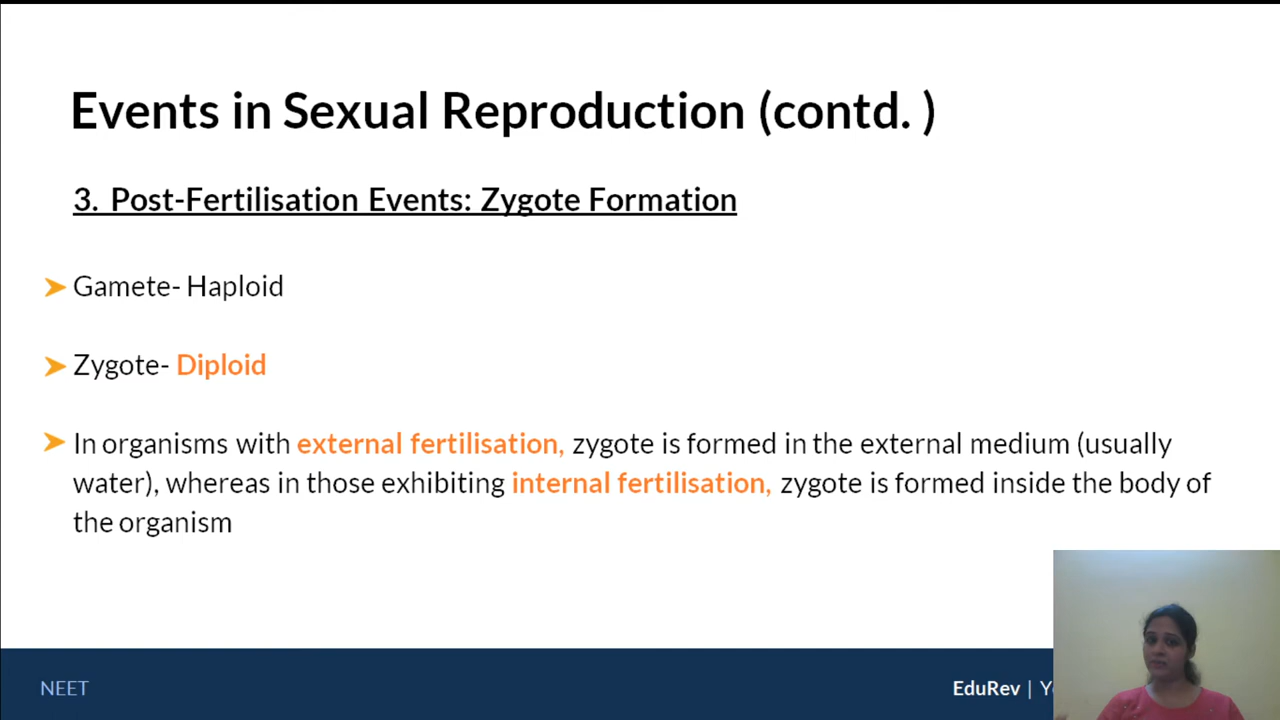 Events in Sexual Reproduction (contd. )
3. Post-Fertilisation Events: Zygote Formation
Gamete- Haploid
Zygote- Diploid
In organisms with external fertilisation, zygote is formed in the external medium (usually
water), whereas in those exhibiting internal fertilisation, zygote is formed inside the body of
the organism
NEET
EduRev |